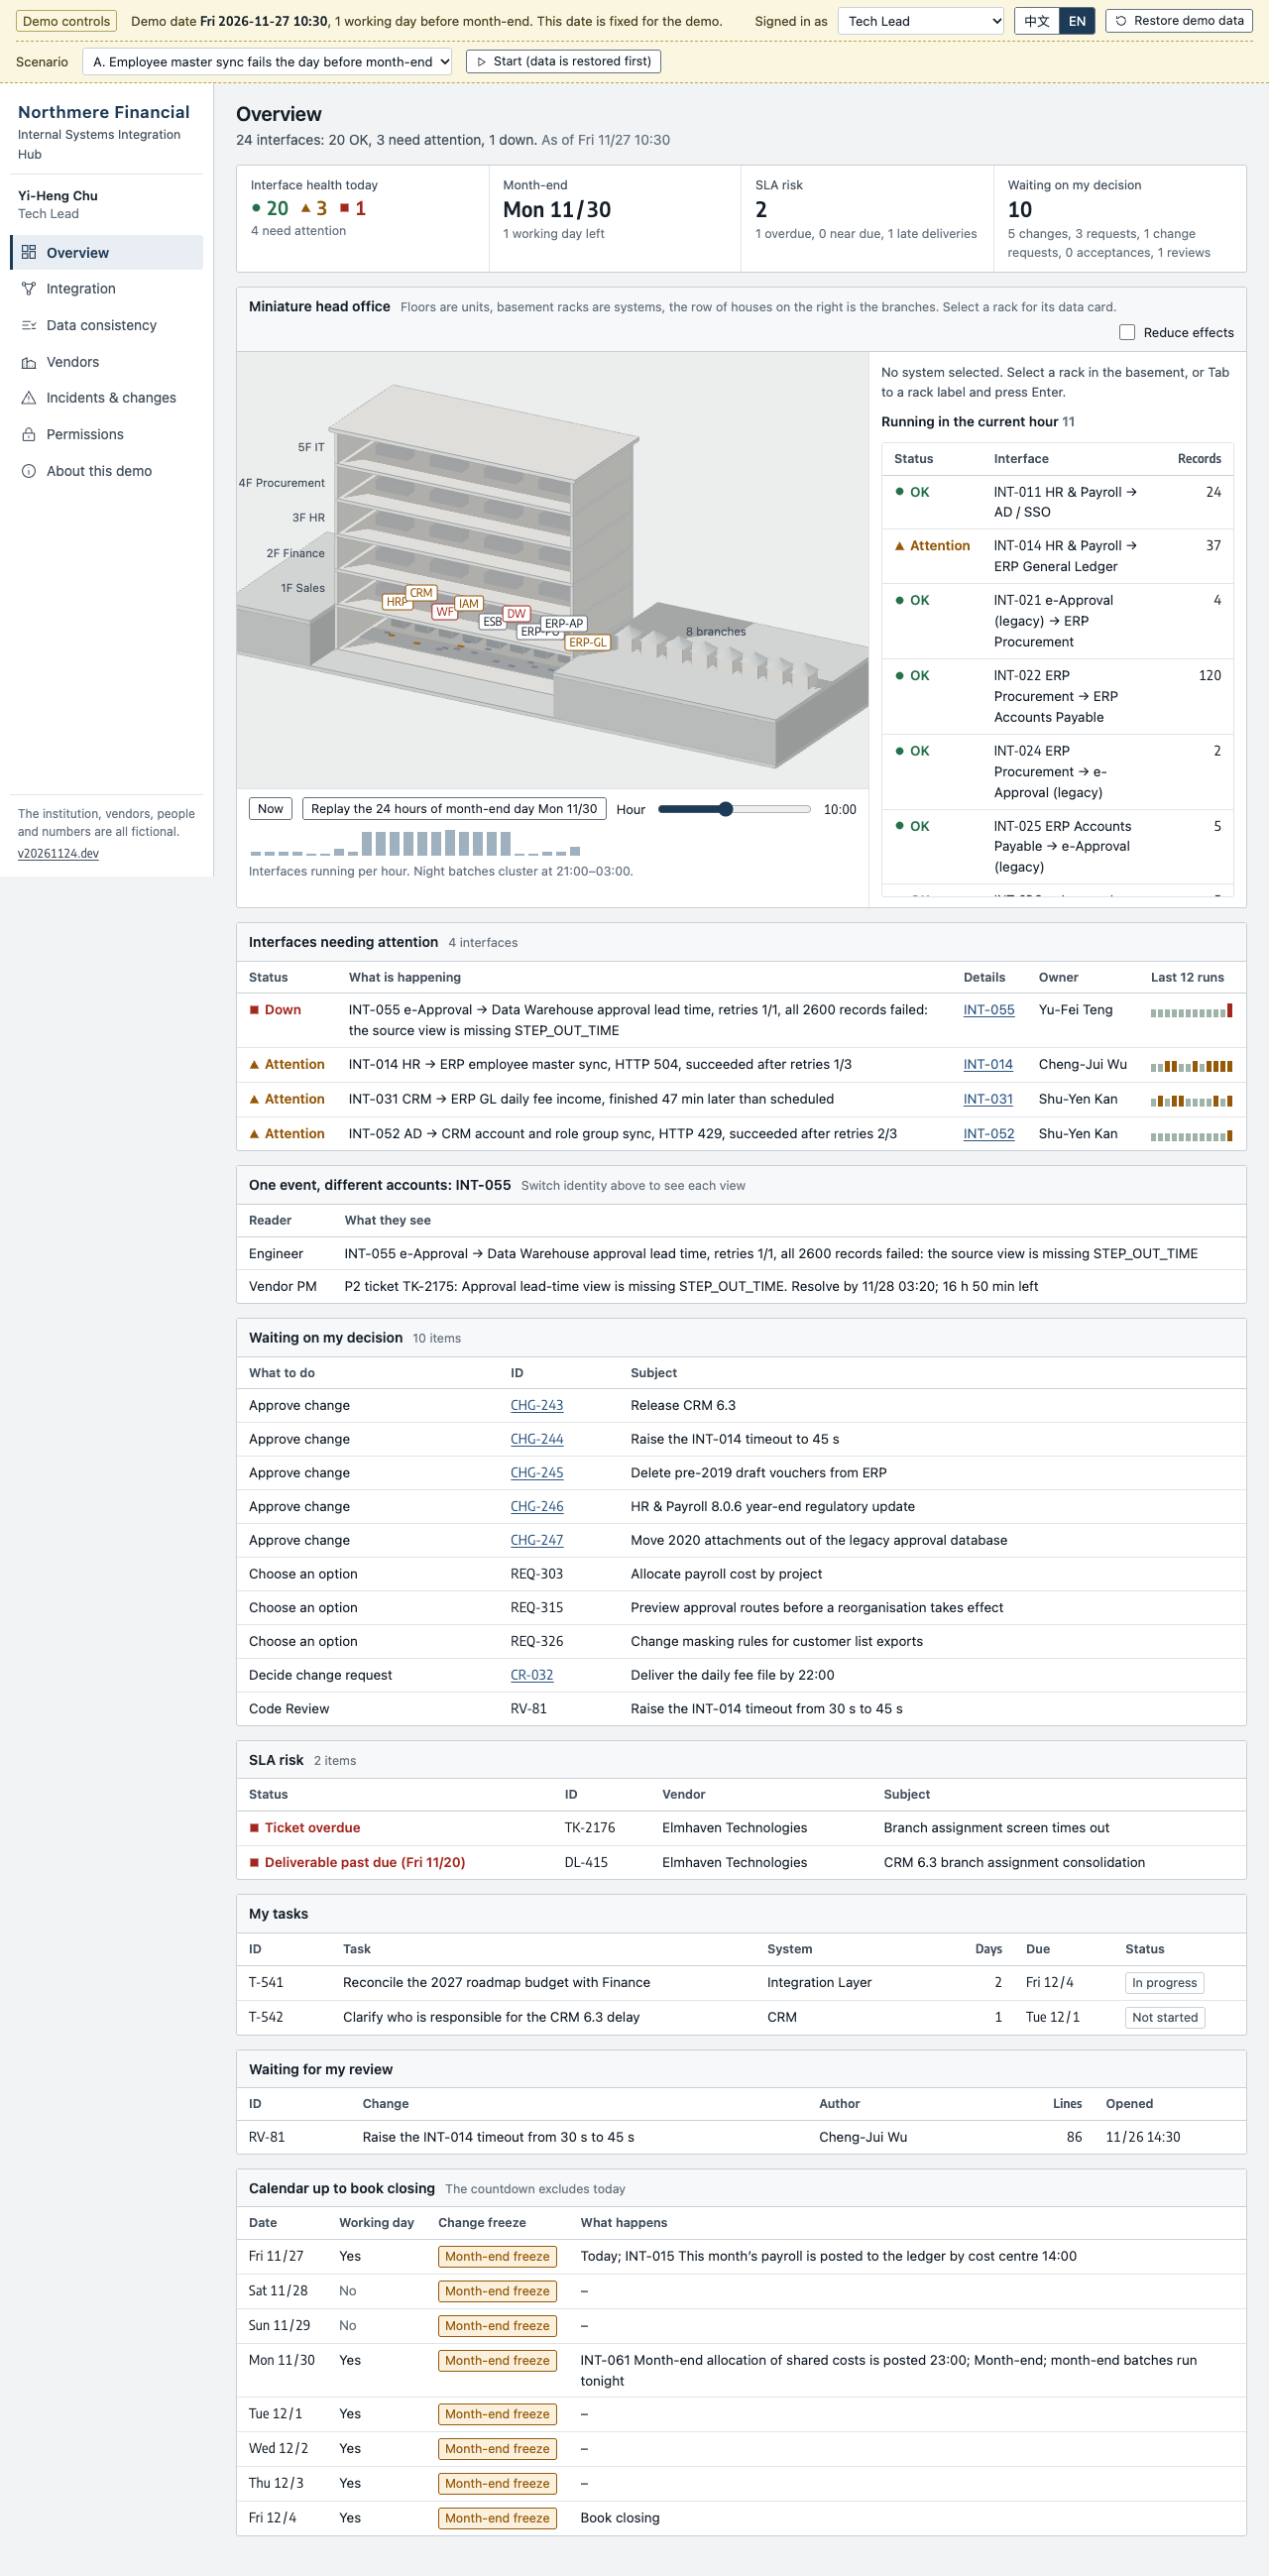 Demo controls Demo date Fri 2026-11-27 10:30, 1 working day before month-end. This date is fixed for the demo. Signed in as Tech Lead 中文 EN Restore demo data
Scenario A. Employee master sync fails the day before month-end Start (data is restored first)
Northmere Financial
Internal Systems Integration
Hub
Yi-Heng Chu
Tech Lead
Overview
Integration
Data consistency
Vendors
Incidents & changes
Permissions
About this demo
The institution, vendors, people
and numbers are all fictional.
v20261124.dev
Overview
24 interfaces: 20 OK, 3 need attention, 1 down. As of Fri 11/27 10:30
Interface health today
20 3 1
4 need attention
Month-end
Mon 11/30
1 working day left
SLA risk
2
1 overdue, 0 near due, 1 late deliveries
Waiting on my decision
10
5 changes, 3 requests, 1 change
requests, 0 acceptances, 1 reviews
Miniature head office Floors are units, basement racks are systems, the row of houses on the right is the branches. Select a rack for its data card.
Reduce effects
5F IT
4F Procurement
3F HR
2F Finance
1F Sales
HRP
CRM
WF
IAM
ESB
DW
ERP-AP
ERP-GL
8 branches
Now Replay the 24 hours of month-end day Mon 11/30 Hour 10:00
Interfaces running per hour. Night batches cluster at 21:00–03:00.
No system selected. Select a rack in the basement, or Tab
to a rack label and press Enter.
Running in the current hour 11
Status Interface Records
OK INT-011 HR & Payroll → 24
AD / SSO
Attention INT-014 HR & Payroll → 37
ERP General Ledger
OK INT-021 e-Approval 4
(legacy) → ERP
Procurement
OK INT-022 ERP 120
Procurement → ERP
Accounts Payable
OK INT-024 ERP 2
Procurement → e-
Approval (legacy)
OK INT-025 ERP Accounts 5
Payable → e-Approval
(legacy)
Interfaces needing attention 4 interfaces
Status What is happening Details Owner Last 12 runs
Down INT-055 e-Approval → Data Warehouse approval lead time, retries 1/1, all 2600 records failed: INT-055 Yu-Fei Teng
the source view is missing STEP_OUT_TIME
Attention INT-014 HR → ERP employee master sync, HTTP 504, succeeded after retries 1/3 INT-014 Cheng-Jui Wu
Attention INT-031 CRM → ERP GL daily fee income, finished 47 min later than scheduled INT-031 Shu-Yen Kan
Attention INT-052 AD → CRM account and role group sync, HTTP 429, succeeded after retries 2/3 INT-052 Shu-Yen Kan
One event, different accounts: INT-055 Switch identity above to see each view
Reader What they see
Engineer INT-055 e-Approval → Data Warehouse approval lead time, retries 1/1, all 2600 records failed: the source view is missing STEP_OUT_TIME
Vendor PM P2 ticket TK-2175: Approval lead-time view is missing STEP_OUT_TIME. Resolve by 11/28 03:20; 16 h 50 min left
Waiting on my decision 10 items
What to do ID Subject
Approve change CHG-243 Release CRM 6.3
Approve change CHG-244 Raise the INT-014 timeout to 45 s
Approve change CHG-245 Delete pre-2019 draft vouchers from ERP
Approve change CHG-246 HR & Payroll 8.0.6 year-end regulatory update
Approve change CHG-247 Move 2020 attachments out of the legacy approval database
Choose an option REQ-303 Allocate payroll cost by project
Choose an option REQ-315 Preview approval routes before a reorganisation takes effect
Choose an option REQ-326 Change masking rules for customer list exports
Decide change request CR-032 Deliver the daily fee file by 22:00
Code Review RV-81 Raise the INT-014 timeout from 30 s to 45 s
SLA risk 2 items
Status ID Vendor Subject
Ticket overdue TK-2176 Elmhaven Technologies Branch assignment screen times out
Deliverable past due (Fri 11/20) DL-415 Elmhaven Technologies CRM 6.3 branch assignment consolidation
My tasks
ID Task System Days Due Status
T-541 Reconcile the 2027 roadmap budget with Finance Integration Layer 2 Fri 12/4 In progress
T-542 Clarify who is responsible for the CRM 6.3 delay CRM 1 Tue 12/1 Not started
Waiting for my review
ID Change Author Lines Opened
RV-81 Raise the INT-014 timeout from 30 s to 45 s Cheng-Jui Wu 86 11/26 14:30
Calendar up to book closing The countdown excludes today
Date Working day Change freeze What happens
Fri 11/27 Yes Month-end freeze Today; INT-015 This month's payroll is posted to the ledger by cost centre 14:00
Sat 11/28 No Month-end freeze –
Sun 11/29 No Month-end freeze –
Mon 11/30 Yes Month-end freeze INT-061 Month-end allocation of shared costs is posted 23:00; Month-end; month-end batches run
tonight
Tue 12/1 Yes Month-end freeze –
Wed 12/2 Yes Month-end freeze –
Thu 12/3 Yes Month-end freeze –
Fri 12/4 Yes Month-end freeze Book closing